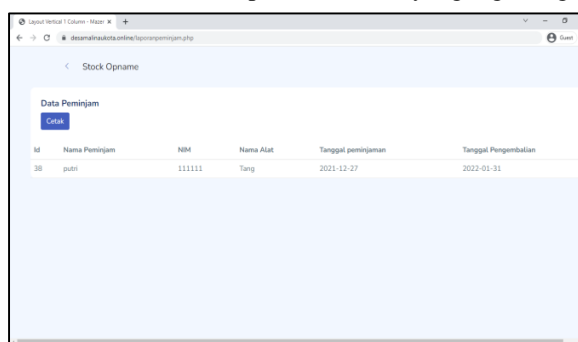 Layout Vertical 1 Column - Mazer
desamalinaukota.online/laporanpeminjam.php
Guest
Stock Opname
Data Peminjam
Cetak
Id Nama Peminjam NIM Nama Alat Tanggal peminjaman Tanggal Pengembalian
38 putri 111111 Tang 2021-12-27 2022-01-31